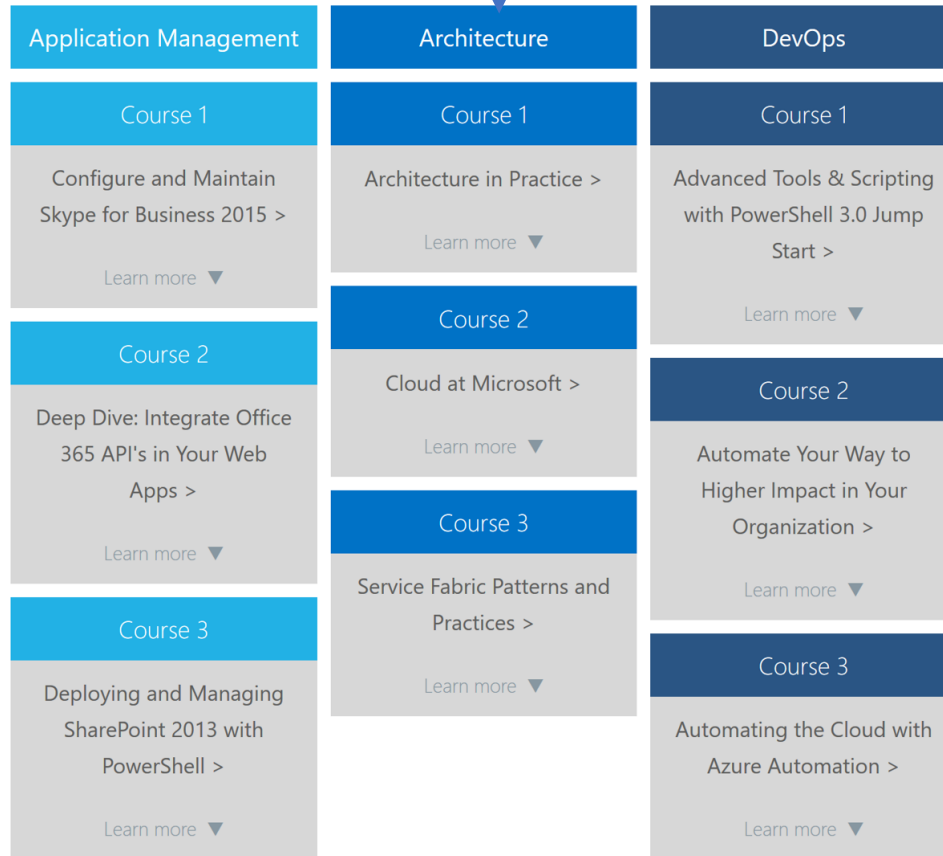 Application Management
Course 1
Configure and Maintain
Skype for Business 2015 >
Learn more ▼
Course 2
Deep Dive: Integrate Office
365 API's in Your Web
Apps >
Learn more ▼
Course 3
Deploying and Managing
SharePoint 2013 with
PowerShell >
Learn more ▼
Architecture
Course 1
Architecture in Practice >
Learn more ▼
Course 2
Cloud at Microsoft >
Learn more ▼
Course 3
Service Fabric Patterns and
Practices >
Learn more ▼
DevOps
Course 1
Advanced Tools & Scripting
with PowerShell 3.0 Jump
Start >
Learn more ▼
Course 2
Automate Your Way to
Higher Impact in Your
Organization >
Learn more ▼
Course 3
Automating the Cloud with
Azure Automation >
Learn more ▼